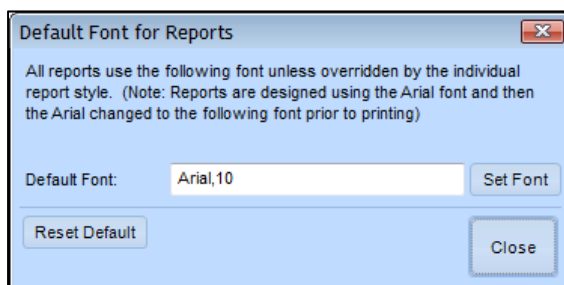 Default Font for Reports
All reports use the following font unless overridden by the individual
report style. (Note: Reports are designed using the Arial font and then
the Arial changed to the following font prior to printing)
Default Font: Arial,10 Set Font
Reset Default Close